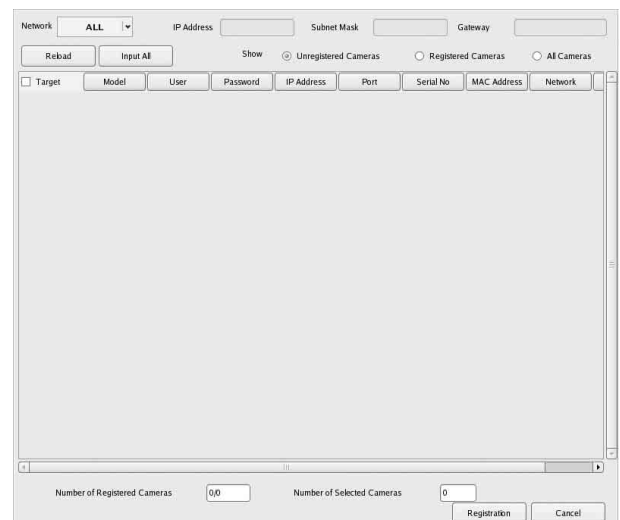 Network ALL IP Address Subnet Mask Gateway
Reload Input All Show Unregistered Cameras Registered Cameras All Cameras
Target Model User Password IP Address Port Serial No MAC Address Network
Number of Registered Cameras 0/0 Number of Selected Cameras 0
Registration Cancel